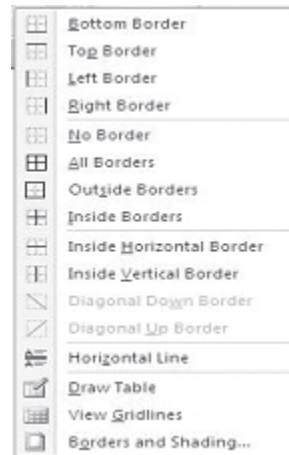 Bottom Border
Top Border
Left Border
Right Border
No Border
All Borders
Outside Borders
Inside Borders
Inside Horizontal Border
Inside Vertical Border
Diagonal Down Border
Diagonal Up Border
Horizontal Line
Draw Table
View Gridlines
Borders and Shading...